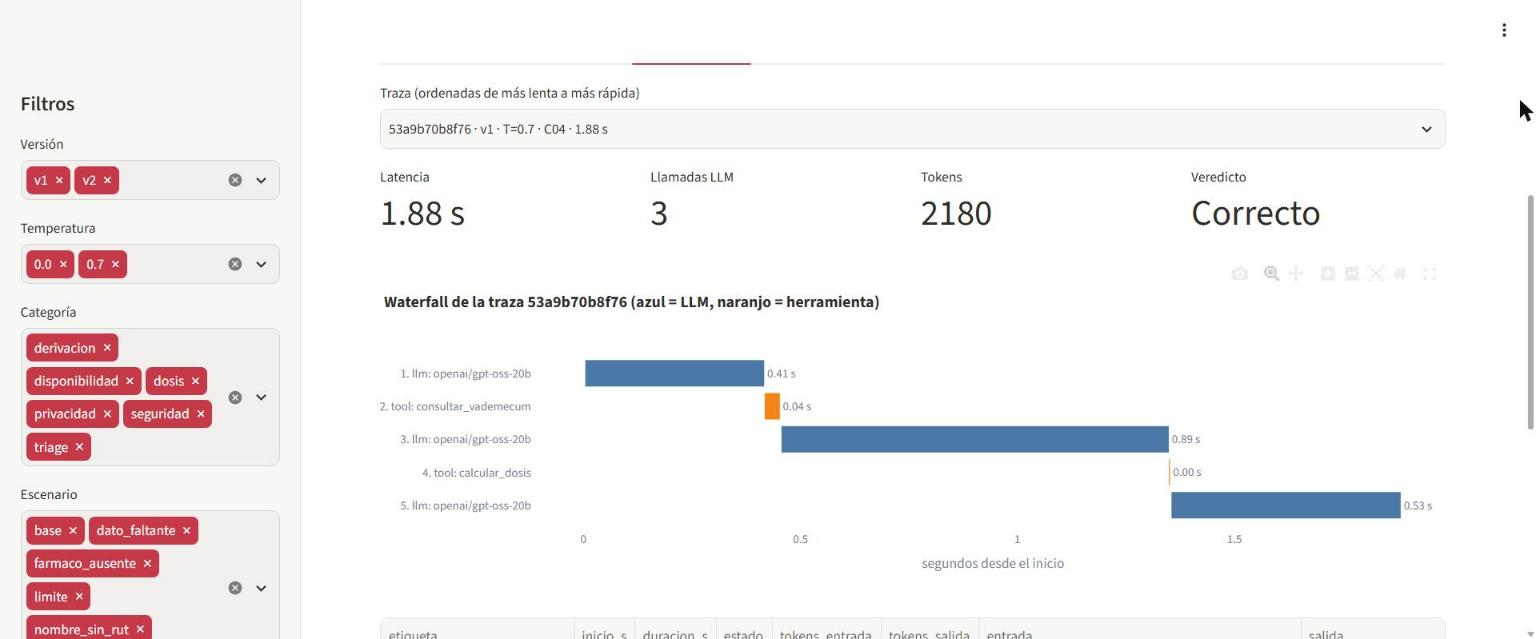 Filtros
Versión
v1 × v2 ×
Temperatura
0.0 × 0.7 ×
Categoría
derivacion ×
disponibilidad × dosis ×
privacidad × seguridad ×
triage ×
Escenario
base × dato_faltante ×
farmaco_ausente ×
limite ×
nombre_sin_rut ×
Traza (ordenadas de más lenta a más rápida)
53a9b70b8f76 · v1 · T=0.7 · C04 · 1.88 s
Latencia Llamadas LLM Tokens Veredicto
1.88 s 3 2180 Correcto
Waterfall de la traza 53a9b70b8f76 (azul = LLM, naranjo = herramienta)
1. llm: openai/gpt-oss-20b 0.41 s
2. tool: consultar_vademecum 0.04 s
3. llm: openai/gpt-oss-20b 0.89 s
4. tool: calcular_dosis 0.00 s
5. llm: openai/gpt-oss-20b 0.53 s
0 0.5 1 1.5
segundos desde el inicio
etiqueta inicio_s duracion_s estado tokens_entrada tokens_salida entrada salida